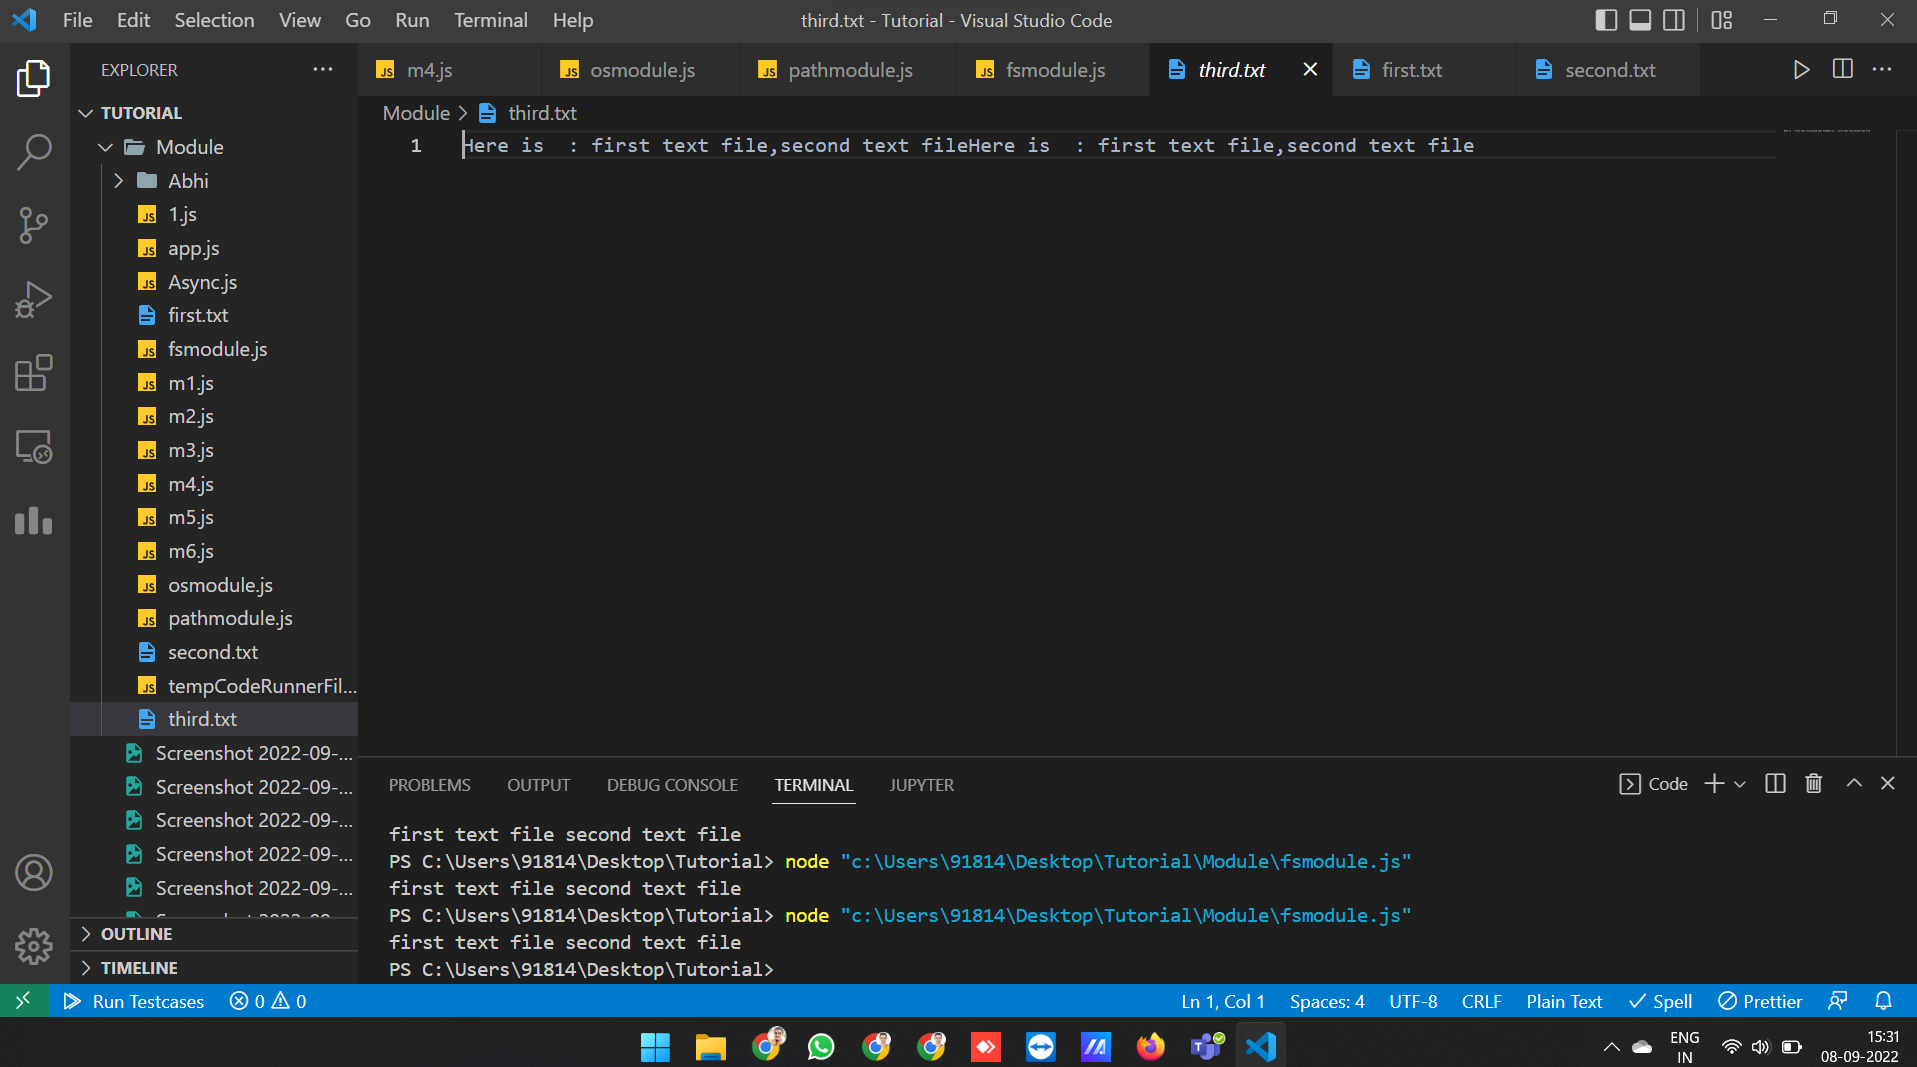 File Edit Selection View Go Run Terminal Help
third.txt - Tutorial - Visual Studio Code
EXPLORER
TUTORIAL
Module
Abhi
1.js
app.js
Async.js
first.txt
fsmodule.js
m1.js
m2.js
m3.js
m4.js
m5.js
m6.js
osmodule.js
pathmodule.js
second.txt
tempCodeRunnerFil...
third.txt
Screenshot 2022-09-...
Screenshot 2022-09-...
Screenshot 2022-09-...
Screenshot 2022-09-...
Screenshot 2022-09-...
OUTLINE
TIMELINE
m4.js osmodule.js pathmodule.js fsmodule.js third.txt first.txt second.txt
Module > third.txt
1 Here is  : first text file,second text fileHere is  : first text file,second text file
PROBLEMS OUTPUT DEBUG CONSOLE TERMINAL JUPYTER
Code
first text file second text file
PS C:\Users\91814\Desktop\Tutorial> node "c:\Users\91814\Desktop\Tutorial\Module\fsmodule.js"
first text file second text file
PS C:\Users\91814\Desktop\Tutorial> node "c:\Users\91814\Desktop\Tutorial\Module\fsmodule.js"
first text file second text file
PS C:\Users\91814\Desktop\Tutorial>
Run Testcases 0 0
Ln 1, Col 1 Spaces: 4 UTF-8 CRLF Plain Text Spell Prettier
ENG
IN
15:31
08-09-2022